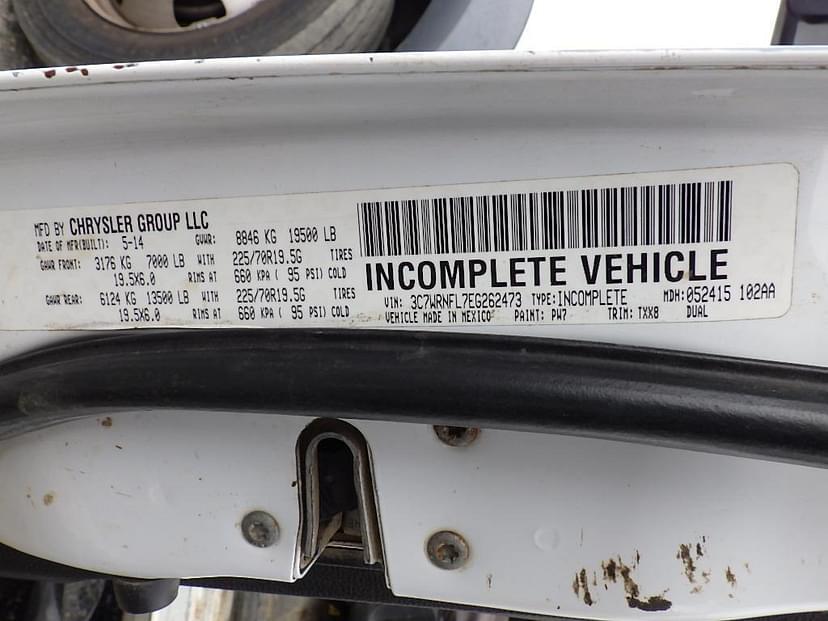 MFD BY CHRYSLER GROUP LLC
DATE OF MFR(BUILT): 5-14 GVWR: 8846 KG 19500 LB
GAWR FRONT: 3176 KG 7000 LB WITH 225/70R19.5G TIRES
19.5X6.0 RIMS AT 660 KPA ( 95 PSI) COLD
GAWR REAR: 6124 KG 13500 LB WITH 225/70R19.5G TIRES
19.5X6.0 RIMS AT 660 KPA ( 95 PSI) COLD
INCOMPLETE VEHICLE
VIN: 3C7WRNFL7EG262473 TYPE: INCOMPLETE MDH: 052415 102AA
VEHICLE MADE IN MEXICO PAINT: PW7 TRIM: TXX8 DUAL